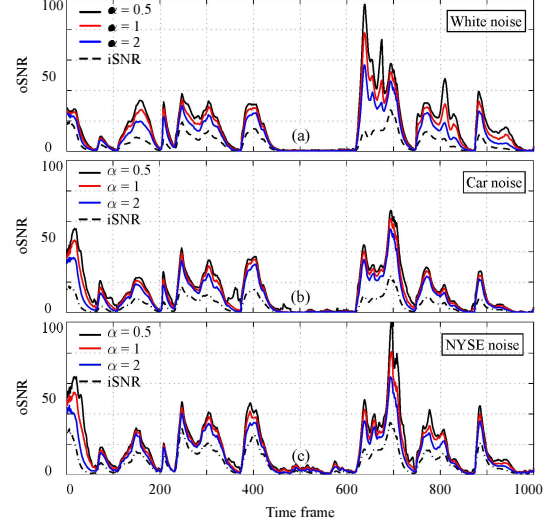 100
α = 0.5
α = 1
α = 2
iSNR
White noise
oSNR
50
(a)
0
100
α = 0.5
α = 1
α = 2
iSNR
Car noise
oSNR
50
(b)
0
100
α = 0.5
α = 1
α = 2
iSNR
NYSE noise
oSNR
50
(c)
0
0 200 400 600 800 1000
Time frame